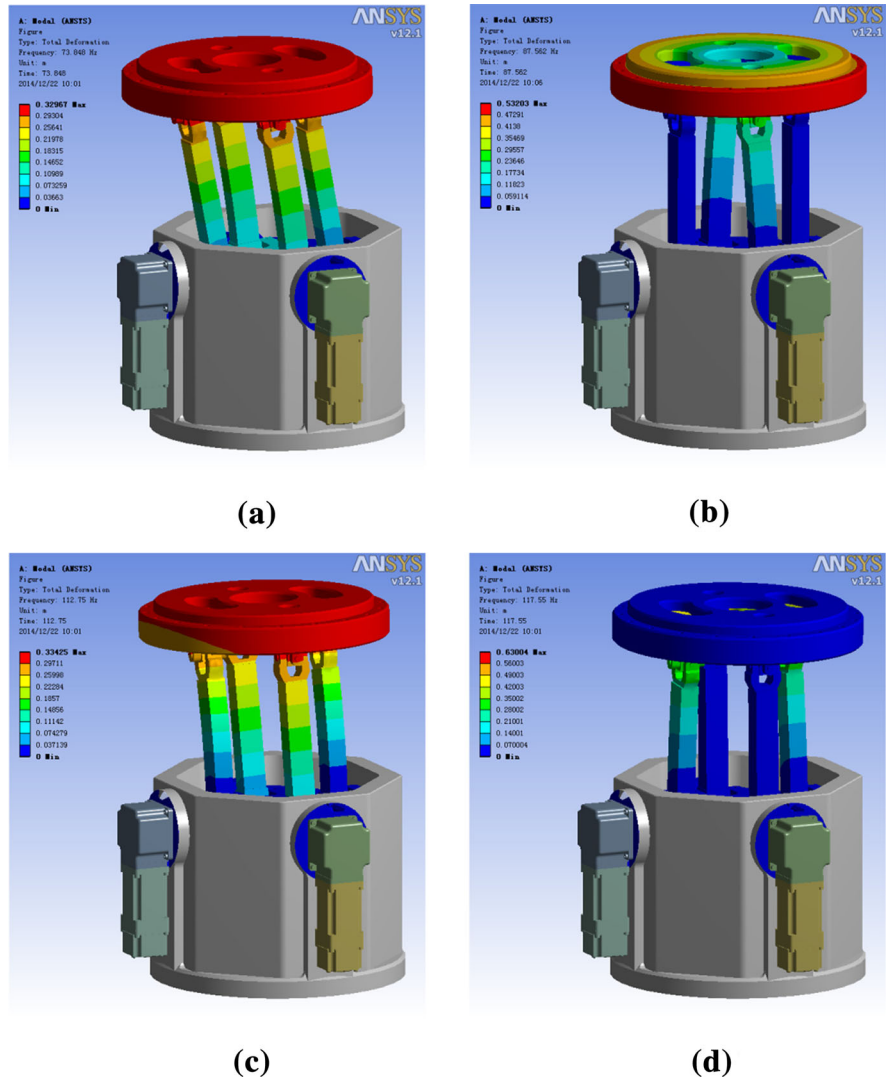 A: Modal (ANSYS)
Figure
Type: Total Deformation
Frequency: 73.848 Hz
Unit: m
Time: 73.848
2014/12/22 10:01
ANSYS
v12.1
0.32967 Max
0.29304
0.25641
0.21978
0.18315
0.14652
0.10989
0.073259
0.03663
0 Min
(a)
A: Modal (ANSYS)
Figure
Type: Total Deformation
Frequency: 87.562 Hz
Unit: m
Time: 87.562
2014/12/22 10:06
ANSYS
v12.1
0.53203 Max
0.47291
0.4138
0.35469
0.29557
0.23646
0.17734
0.11823
0.059114
0 Min
(b)
A: Modal (ANSYS)
Figure
Type: Total Deformation
Frequency: 112.75 Hz
Unit: m
Time: 112.75
2014/12/22 10:01
ANSYS
v12.1
0.33425 Max
0.29711
0.25998
0.22284
0.1857
0.14856
0.11142
0.074279
0.037139
0 Min
(c)
A: Modal (ANSYS)
Figure
Type: Total Deformation
Frequency: 117.55 Hz
Unit: m
Time: 117.55
2014/12/22 10:01
ANSYS
v12.1
0.63004 Max
0.56003
0.49003
0.42003
0.35002
0.28002
0.21001
0.14001
0.070004
0 Min
(d)